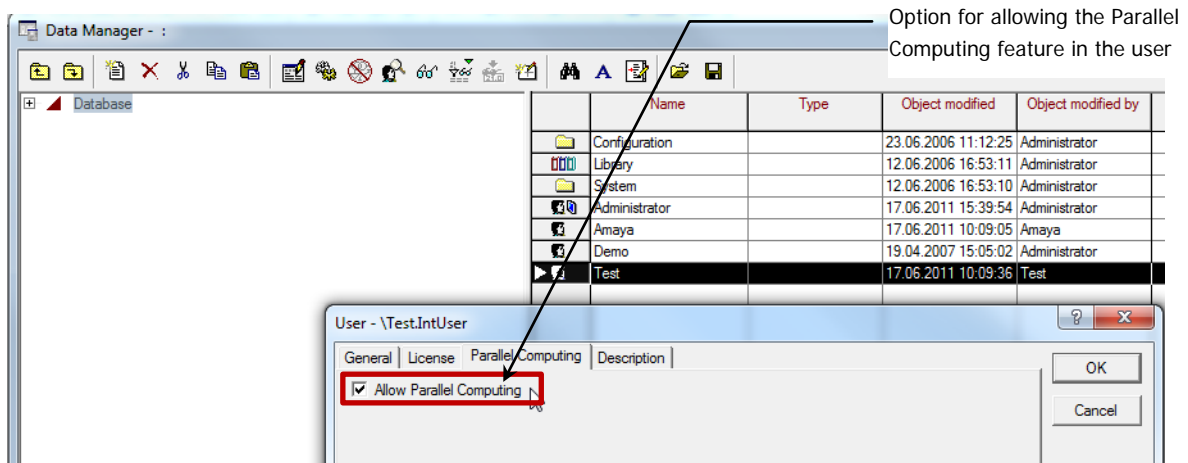 Data Manager - :
Option for allowing the Parallel
Computing feature in the user
Database
Name Type Object modified Object modified by
Configuration 23.06.2006 11:12:25 Administrator
Library 12.06.2006 16:53:11 Administrator
System 12.06.2006 16:53:10 Administrator
Administrator 17.06.2011 15:39:54 Administrator
Amaya 17.06.2011 10:09:05 Amaya
Demo 19.04.2007 15:05:02 Administrator
Test 17.06.2011 10:09:36 Test
User - \Test.IntUser
General License Parallel Computing Description
OK
Allow Parallel Computing
Cancel